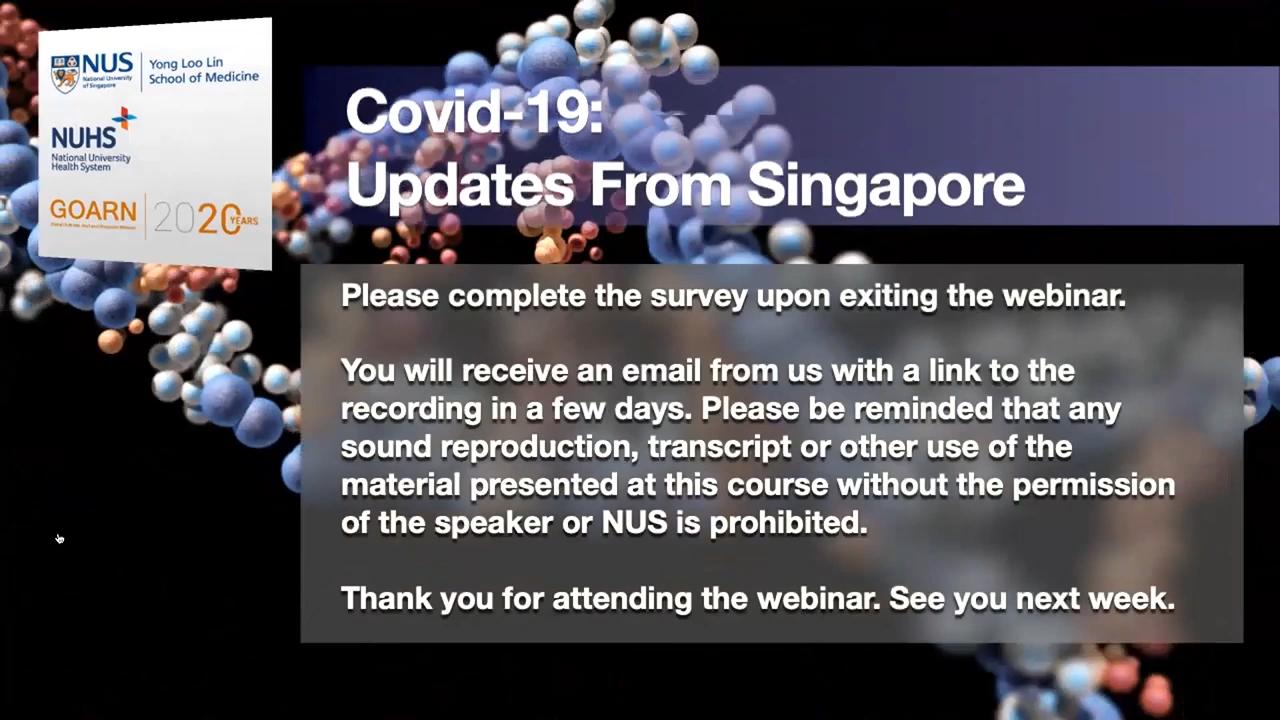 NUS
National University
of Singapore
Yong Loo Lin
School of Medicine
NUHS
National University
Health System
GOARN
2020
YEARS
Covid-19:
Updates From Singapore
Please complete the survey upon exiting the webinar.
You will receive an email from us with a link to the
recording in a few days. Please be reminded that any
sound reproduction, transcript or other use of the
material presented at this course without the permission
of the speaker or NUS is prohibited.
Thank you for attending the webinar. See you next week.